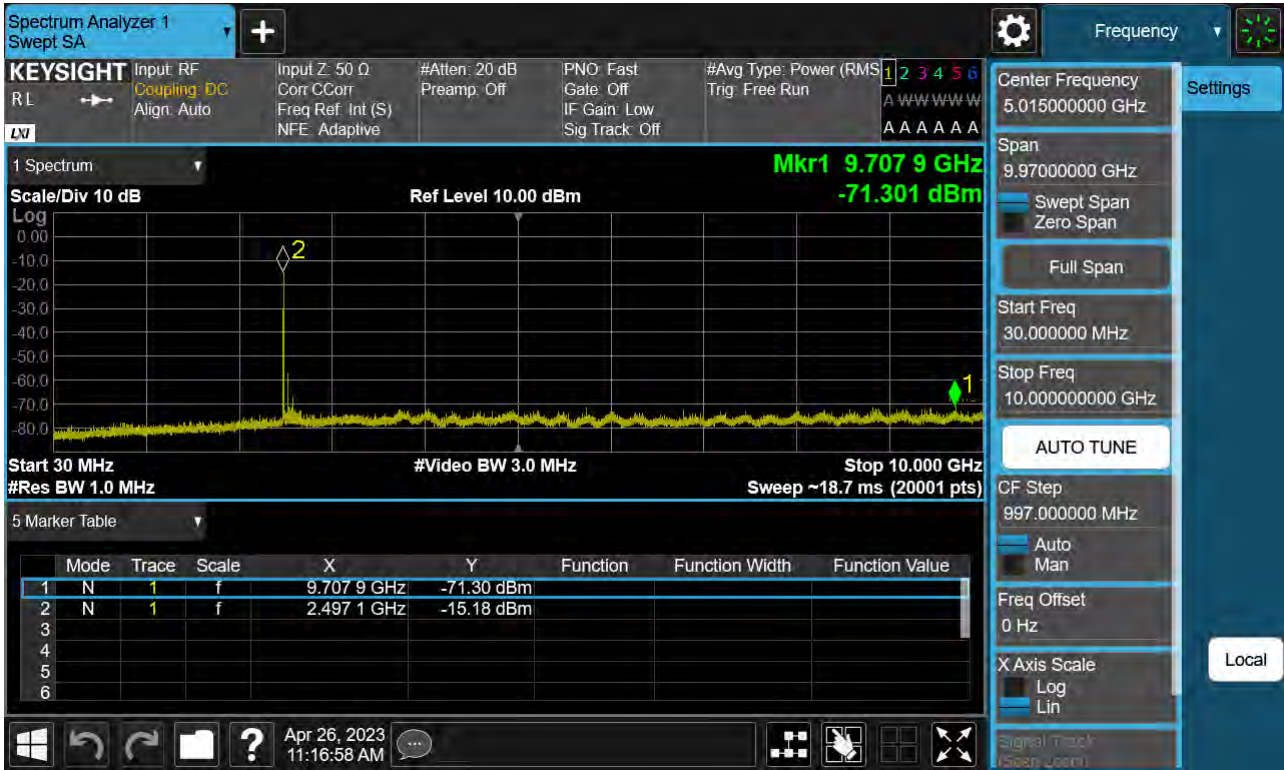 Spectrum Analyzer 1
Swept SA
Frequency
KEYSIGHT
RL
LXI
Input: RF
Coupling: DC
Align: Auto
Input Z: 50 Ω
Corr CCorr
Freq Ref: Int (S)
NFE: Adaptive
#Atten: 20 dB
Preamp: Off
PNO: Fast
Gate: Off
IF Gain: Low
Sig Track: Off
#Avg Type: Power (RMS
Trig: Free Run
1 2 3 4 5 6
A W W W W W
A A A A A A
1 Spectrum
Mkr1 9.707 9 GHz
Scale/Div 10 dB
Ref Level 10.00 dBm
-71.301 dBm
Log
0.00
-10.0
-20.0
-30.0
-40.0
-50.0
-60.0
-70.0
-80.0
2
1
Start 30 MHz
#Video BW 3.0 MHz
Stop 10.000 GHz
#Res BW 1.0 MHz
Sweep ~18.7 ms (20001 pts)
5 Marker Table
Mode Trace Scale X Y Function Function Width Function Value
1 N 1 f 9.707 9 GHz -71.30 dBm
2 N 1 f 2.497 1 GHz -15.18 dBm
3
4
5
6
Apr 26, 2023
11:16:58 AM
Center Frequency
5.015000000 GHz
Settings
Span
9.97000000 GHz
Swept Span
Zero Span
Full Span
Start Freq
30.000000 MHz
Stop Freq
10.000000000 GHz
AUTO TUNE
CF Step
997.000000 MHz
Auto
Man
Freq Offset
0 Hz
X Axis Scale
Log
Lin
Local
Signal Track
(Span Zoom)